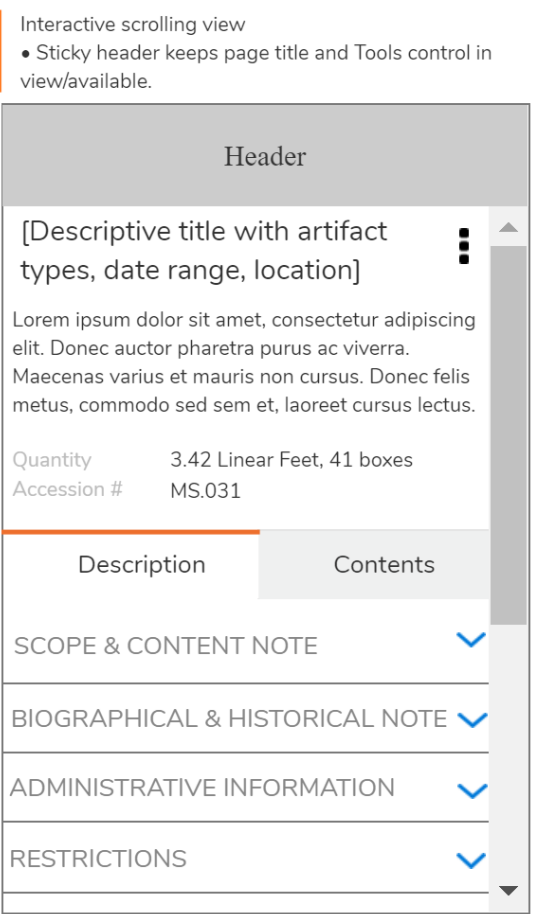 Interactive scrolling view
• Sticky header keeps page title and Tools control in
view/available.
Header
[Descriptive title with artifact
types, date range, location]
Lorem ipsum dolor sit amet, consectetur adipiscing
elit. Donec auctor pharetra purus ac viverra.
Maecenas varius et mauris non cursus. Donec felis
metus, commodo sed sem et, laoreet cursus lectus.
Quantity 3.42 Linear Feet, 41 boxes
Accession # MS.031
Description Contents
SCOPE & CONTENT NOTE
BIOGRAPHICAL & HISTORICAL NOTE
ADMINISTRATIVE INFORMATION
RESTRICTIONS